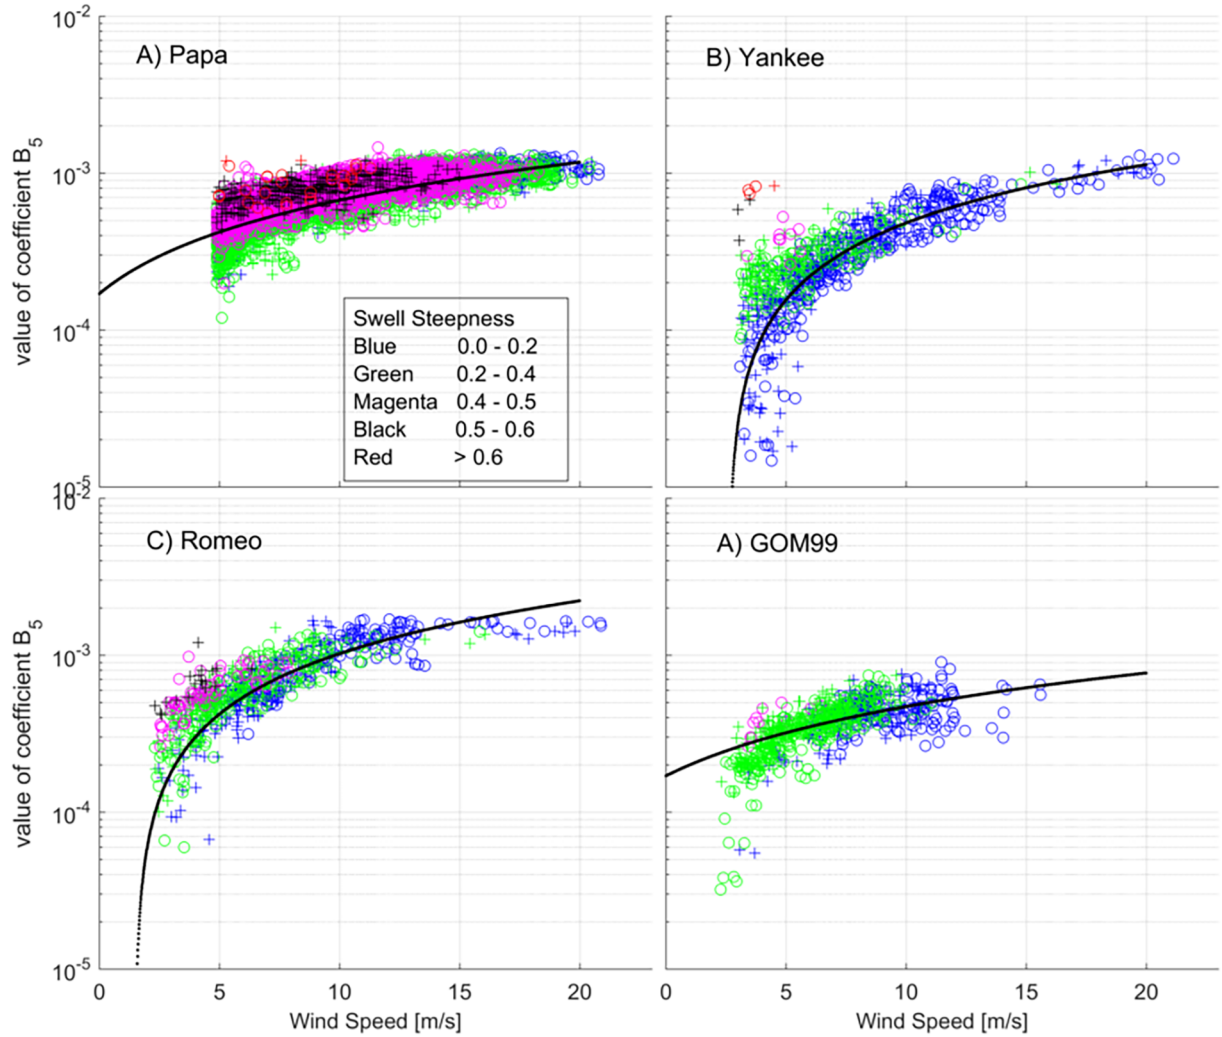 10-2
A) Papa
B) Yankee
10-3
value of coefficient B5
10-4
Swell Steepness
Blue 0.0 - 0.2
Green 0.2 - 0.4
Magenta 0.4 - 0.5
Black 0.5 - 0.6
Red > 0.6
10-5
10-2
C) Romeo
A) GOM99
10-3
value of coefficient B5
10-4
10-5
0 5 10 15 20
0 5 10 15 20
Wind Speed [m/s]
Wind Speed [m/s]